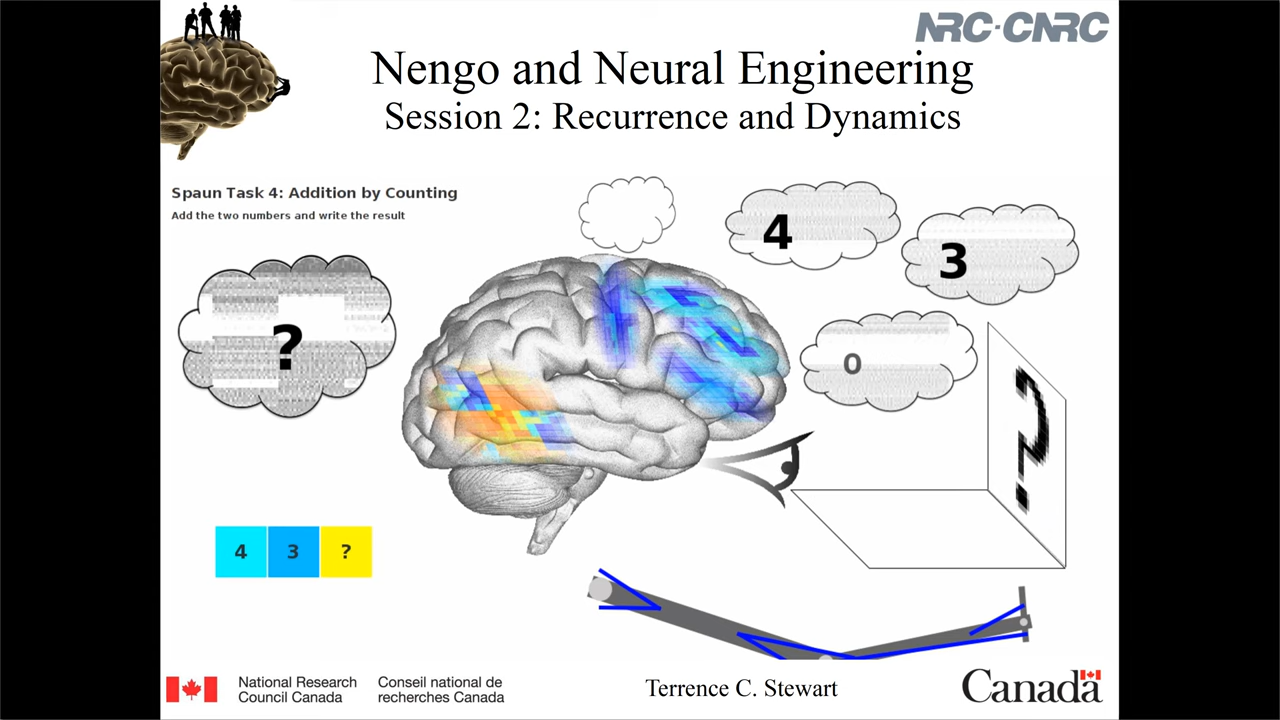 NRC·CNRC
Nengo and Neural Engineering
Session 2: Recurrence and Dynamics
Spaun Task 4: Addition by Counting
Add the two numbers and write the result
4
3
?
0
?
4 3 ?
National Research Council Canada
Conseil national de recherches Canada
Terrence C. Stewart
Canada